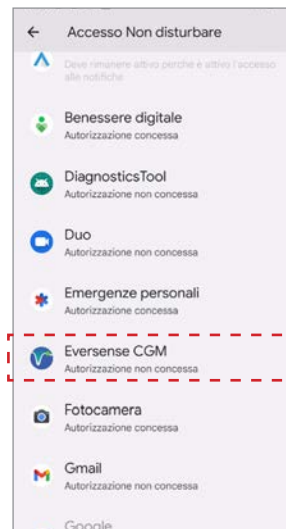 Accesso Non disturbare
Deve rimanere attivo perché è attivo l'accesso
alle notifiche
Benessere digitale
Autorizzazione concessa
DiagnosticsTool
Autorizzazione non concessa
Duo
Autorizzazione non concessa
Emergenze personali
Autorizzazione concessa
Eversense CGM
Autorizzazione non concessa
Fotocamera
Autorizzazione concessa
Gmail
Autorizzazione non concessa
Google